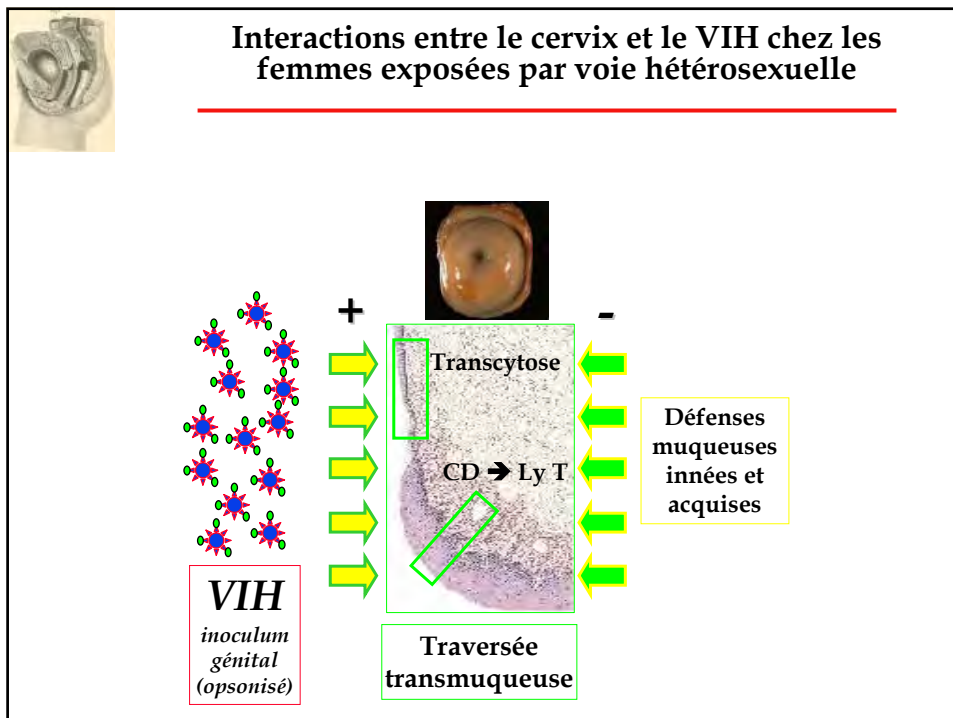 Interactions entre le cervix et le VIH chez les
femmes exposées par voie hétérosexuelle
+
-
Transcytose
CD ➔ Ly T
Défenses
muqueuses
innées et
acquises
VIH
inoculum
génital
(opsonisé)
Traversée
transmuqueuse